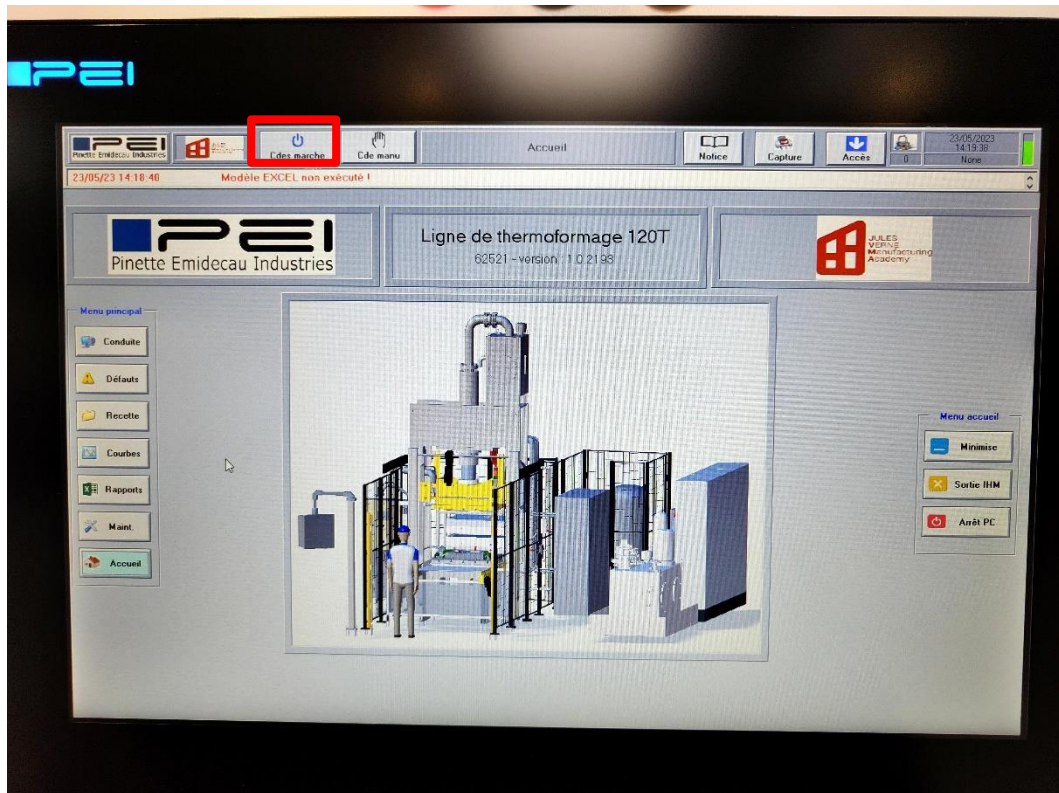 PEI
PEI
Pinette Emidecau Industries
Cdes marche
Cde manu
Accueil
Notice
Capture
Accès
0
23/05/2023
14:19:38
None
23/05/23 14:18:40 Modèle EXCEL non exécuté !
PEI
Pinette Emidecau Industries
Ligne de thermoformage 120T
62521 - version : 1.0.2193
JULES
VERNE
Manufacturing
Academy
Menu principal
Conduite
Défauts
Recette
Courbes
Rapports
Maint.
Accueil
Menu accueil
Minimise
Sortie IHM
Arrêt PC